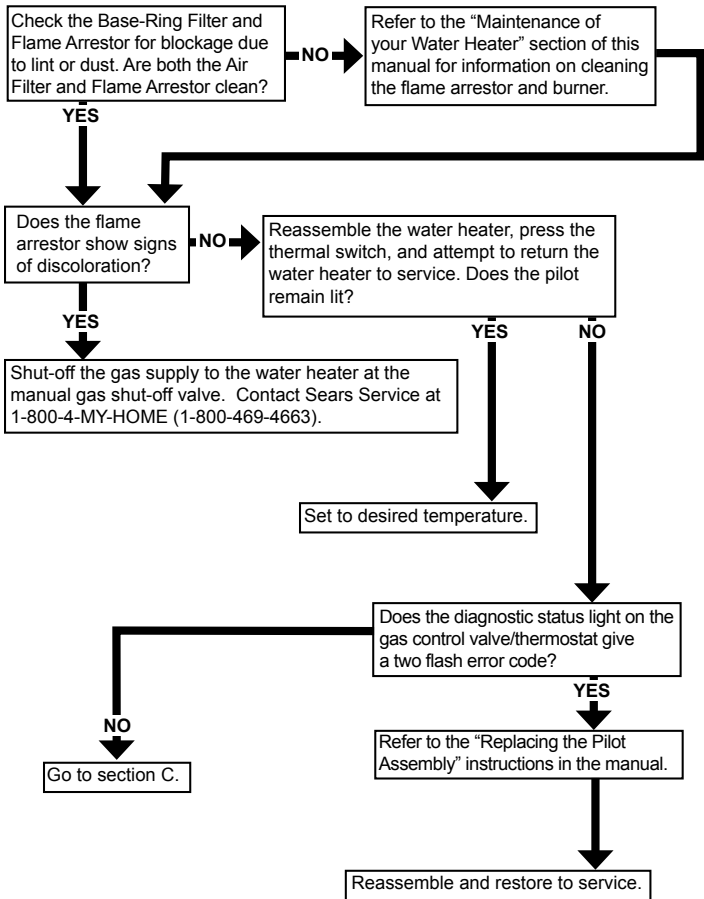 Check the Base-Ring Filter and
Flame Arrestor for blockage due
to lint or dust. Are both the Air
Filter and Flame Arrestor clean?
NO
Refer to the “Maintenance of
your Water Heater” section of this
manual for information on cleaning
the flame arrestor and burner.
YES
Does the flame
arrestor show signs
of discoloration?
NO
Reassemble the water heater, press the
thermal switch, and attempt to return the
water heater to service. Does the pilot
remain lit?
YES
YES
NO
Shut-off the gas supply to the water heater at the
manual gas shut-off valve. Contact Sears Service at
1-800-4-MY-HOME (1-800-469-4663).
Set to desired temperature.
Does the diagnostic status light on the
gas control valve/thermostat give
a two flash error code?
NO
YES
Go to section C.
Refer to the “Replacing the Pilot
Assembly” instructions in the manual.
Reassemble and restore to service.